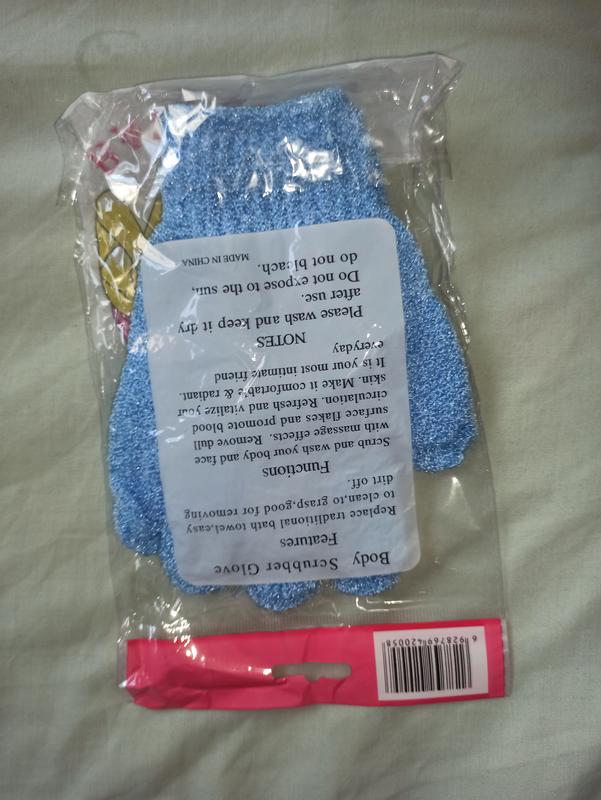 Body Scrubber Glove
Features
Replace traditional bath towel,easy
to clean,to grasp,good for removing
dirt off.
Functions
Scrub and wash your body and face
with massage effects. Remove dull
surface flakes and promote blood
circulation. Refresh and vitalize your
skin. Make it comfortable & radiant.
It is your most intimate friend
everyday
NOTES
Please wash and keep it dry
after use.
Do not expose to the sun,
do not bleach.
MADE IN CHINA
6928769420058